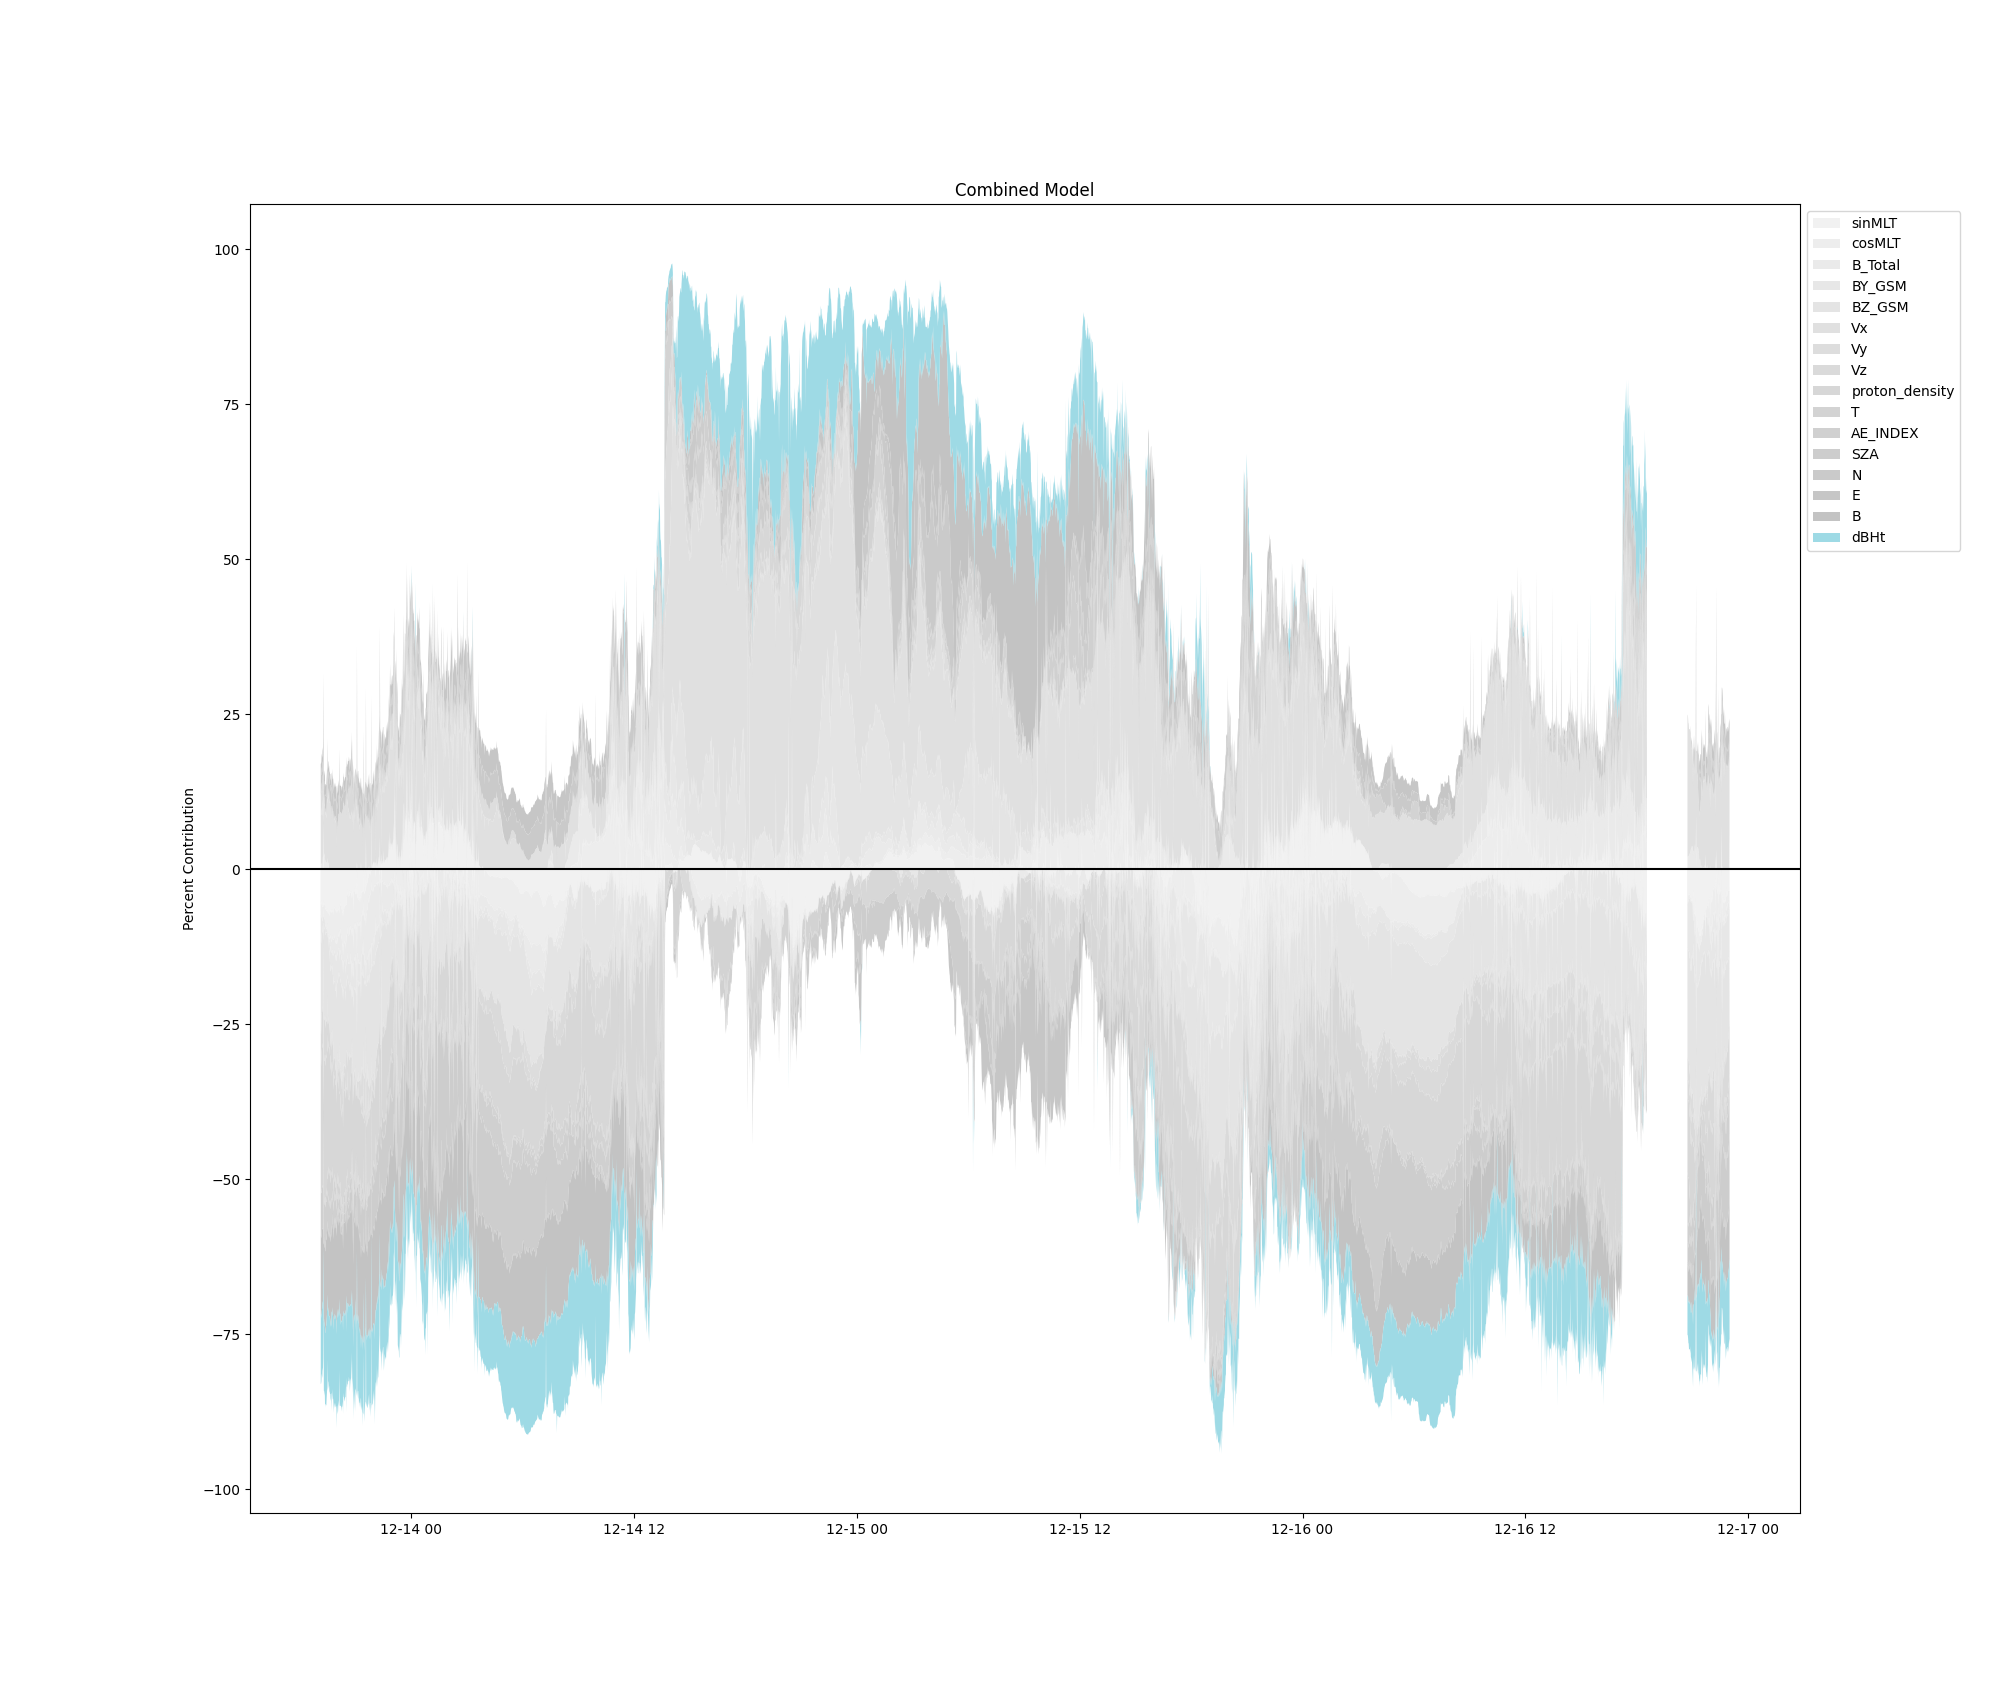 Combined Model
100
75
50
25
0
−25
−50
−75
−100
Percent Contribution
12-14 00
12-14 12
12-15 00
12-15 12
12-16 00
12-16 12
12-17 00
sinMLT
cosMLT
B_Total
BY_GSM
BZ_GSM
Vx
Vy
Vz
proton_density
T
AE_INDEX
SZA
N
E
B
dBHt